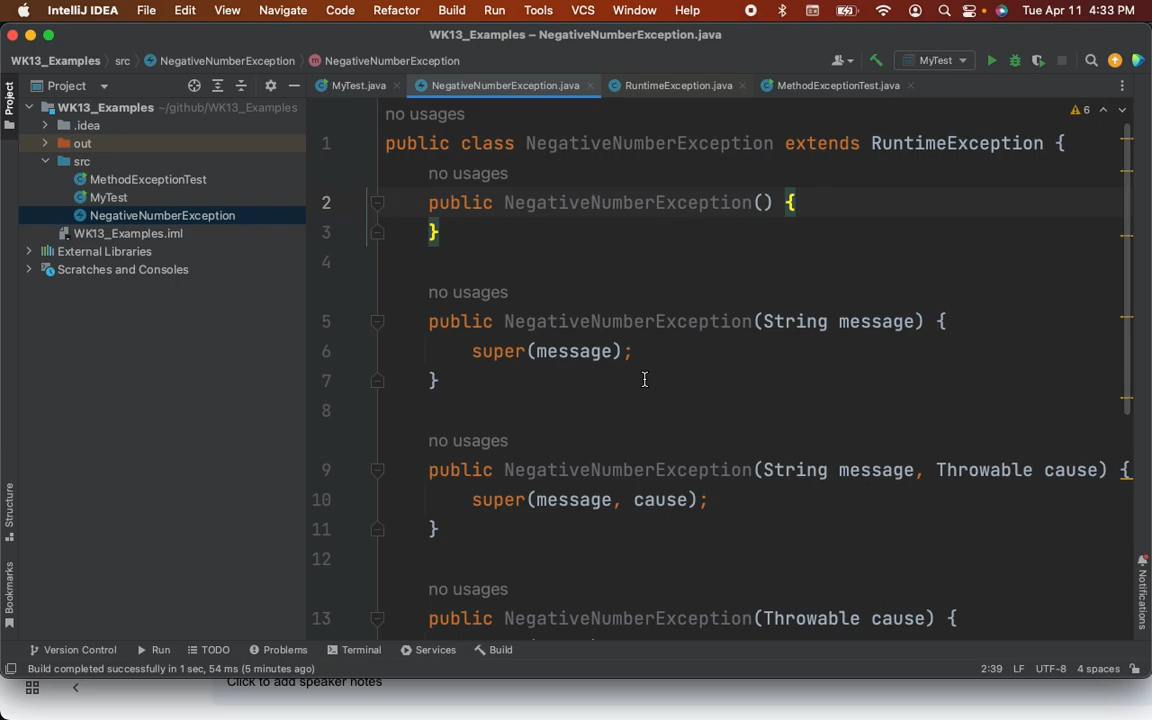 IntelliJ IDEA File Edit View Navigate Code Refactor Build Run Tools VCS Window Help Tue Apr 11 4:33 PM
WK13_Examples – NegativeNumberException.java
WK13_Examples src NegativeNumberException NegativeNumberException MyTest
Project MyTest.java NegativeNumberException.java RuntimeException.java MethodExceptionTest.java
Project
WK13_Examples ~/github/WK13_Examples
.idea
out
src
MethodExceptionTest
MyTest
NegativeNumberException
WK13_Examples.iml
External Libraries
Scratches and Consoles
Structure
Bookmarks
no usages
6
1 public class NegativeNumberException extends RuntimeException {
no usages
2 public NegativeNumberException() {
3 }
4
no usages
5 public NegativeNumberException(String message) {
6 super(message);
7 }
8
no usages
9 public NegativeNumberException(String message, Throwable cause) {
10 super(message, cause);
11 }
12
no usages
13 public NegativeNumberException(Throwable cause) {
Notifications
Version Control Run TODO Problems Terminal Services Build
Build completed successfully in 1 sec, 54 ms (5 minutes ago) 2:39 LF UTF-8 4 spaces
Click to add speaker notes